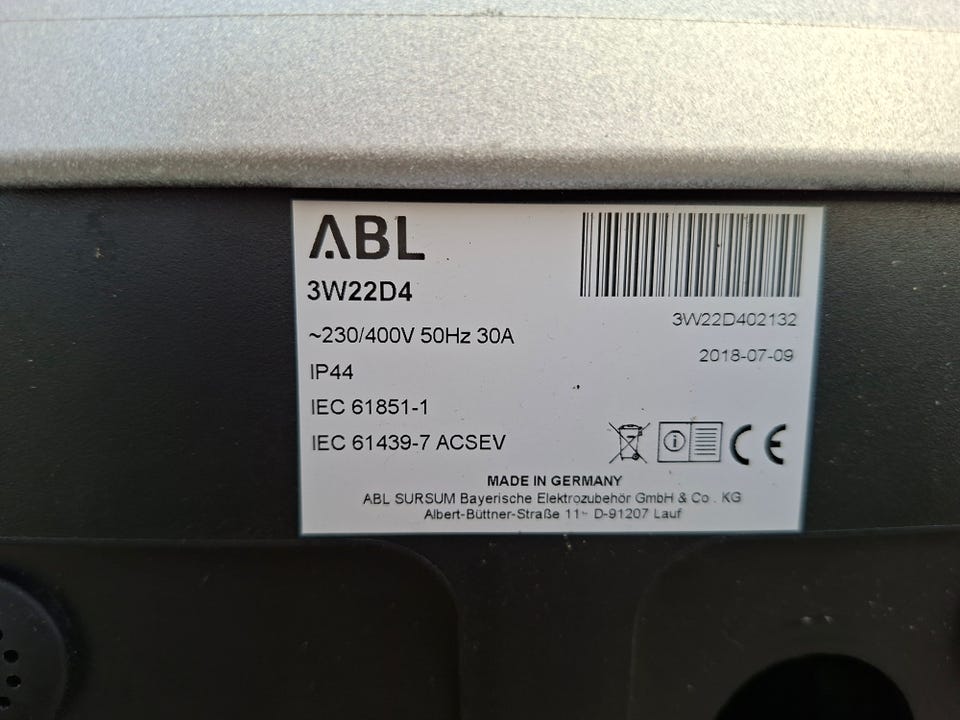 ABL
3W22D4
~230/400V 50Hz 30A
IP44
IEC 61851-1
IEC 61439-7 ACSEV
3W22D402132
2018-07-09
CE
MADE IN GERMANY
ABL SURSUM Bayerische Elektrozubehör GmbH & Co . KG
Albert-Büttner-Straße 11 - D-91207 Lauf